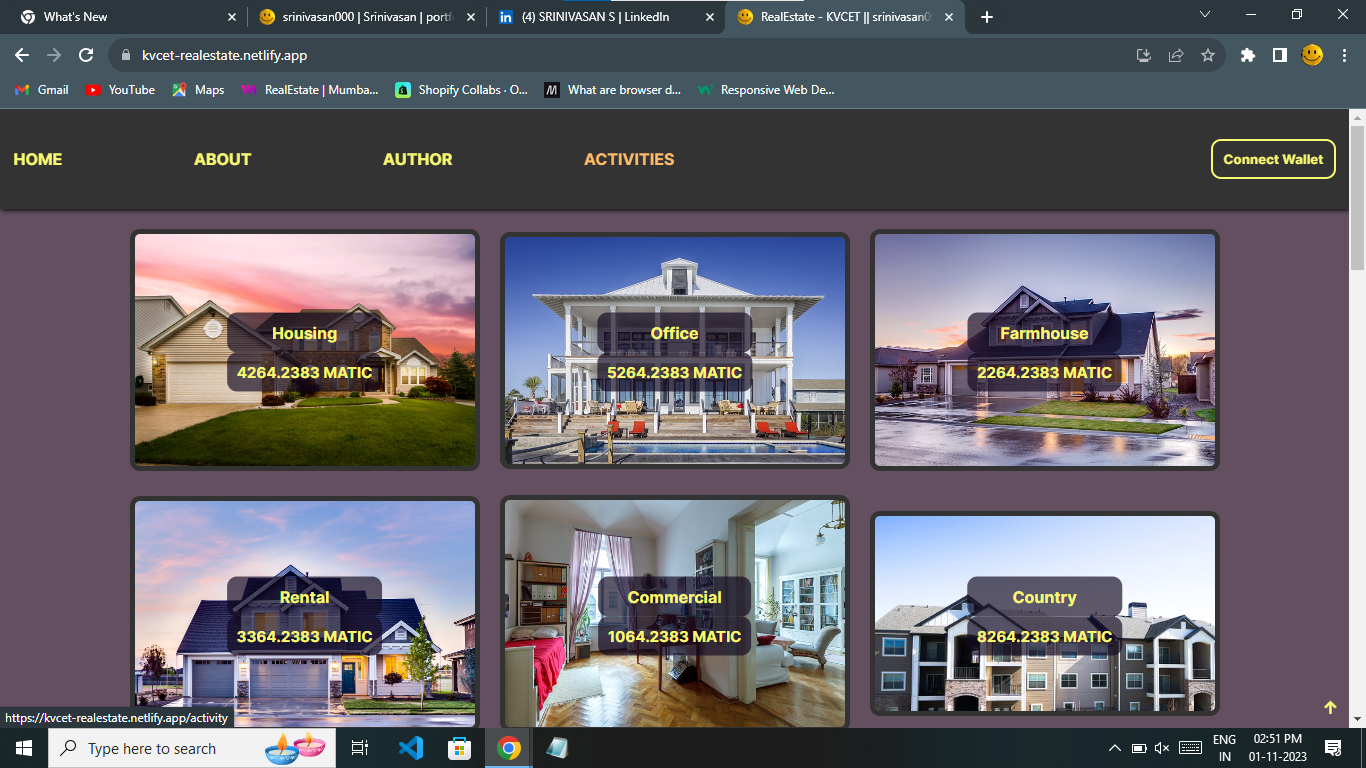 What's New
srinivasan000 | Srinivasan | portf
(4) SRINIVASAN S | LinkedIn
RealEstate - KVCET || srinivasan0
kvcet-realestate.netlify.app
Gmail
YouTube
Maps
RealEstate | Mumba...
Shopify Collabs · O...
What are browser d...
Responsive Web De...
HOME
ABOUT
AUTHOR
ACTIVITIES
Connect Wallet
Housing
4264.2383 MATIC
Office
5264.2383 MATIC
Farmhouse
2264.2383 MATIC
Rental
3364.2383 MATIC
Commercial
1064.2383 MATIC
Country
8264.2383 MATIC
https://kvcet-realestate.netlify.app/activity
Type here to search
ENG
IN
02:51 PM
01-11-2023